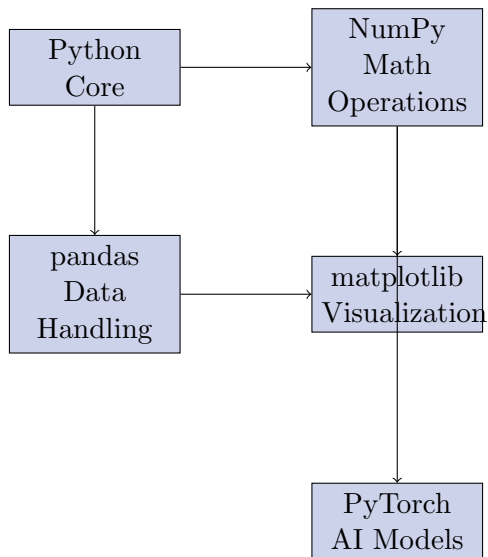 Python
Core
NumPy
Math
Operations
pandas
Data
Handling
matplotlib
Visualization
PyTorch
AI Models